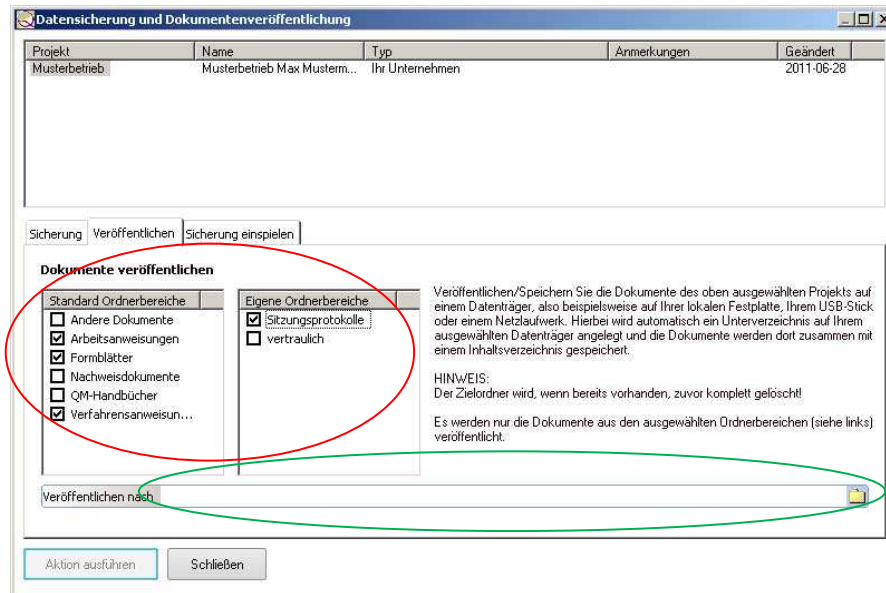 Datensicherung und Dokumentenveröffentlichung
Projekt Name Typ Anmerkungen Geändert
Musterbetrieb Musterbetrieb Max Musterm... Ihr Unternehmen 2011-06-28
Sicherung Veröffentlichen Sicherung einspielen
Dokumente veröffentlichen
Standard Ordnerbereiche
Andere Dokumente
Arbeitsanweisungen
Formblätter
Nachweisdokumente
QM-Handbücher
Verfahrensanweisun...
Eigene Ordnerbereiche
Sitzungsprotokolle
vertraulich
Veröffentlichen/Speichern Sie die Dokumente des oben ausgewählten Projekts auf
einem Datenträger, also beispielsweise auf Ihrer lokalen Festplatte, Ihrem USB-Stick
oder einem Netzlaufwerk. Hierbei wird automatisch ein Unterverzeichnis auf Ihrem
ausgewählten Datenträger angelegt und die Dokumente werden dort zusammen mit
einem Inhaltsverzeichnis gespeichert.
HINWEIS:
Der Zielordner wird, wenn bereits vorhanden, zuvor komplett gelöscht!
Es werden nur die Dokumente aus den ausgewählten Ordnerbereichen (siehe links)
veröffentlicht.
Veröffentlichen nach
Aktion ausführen Schließen